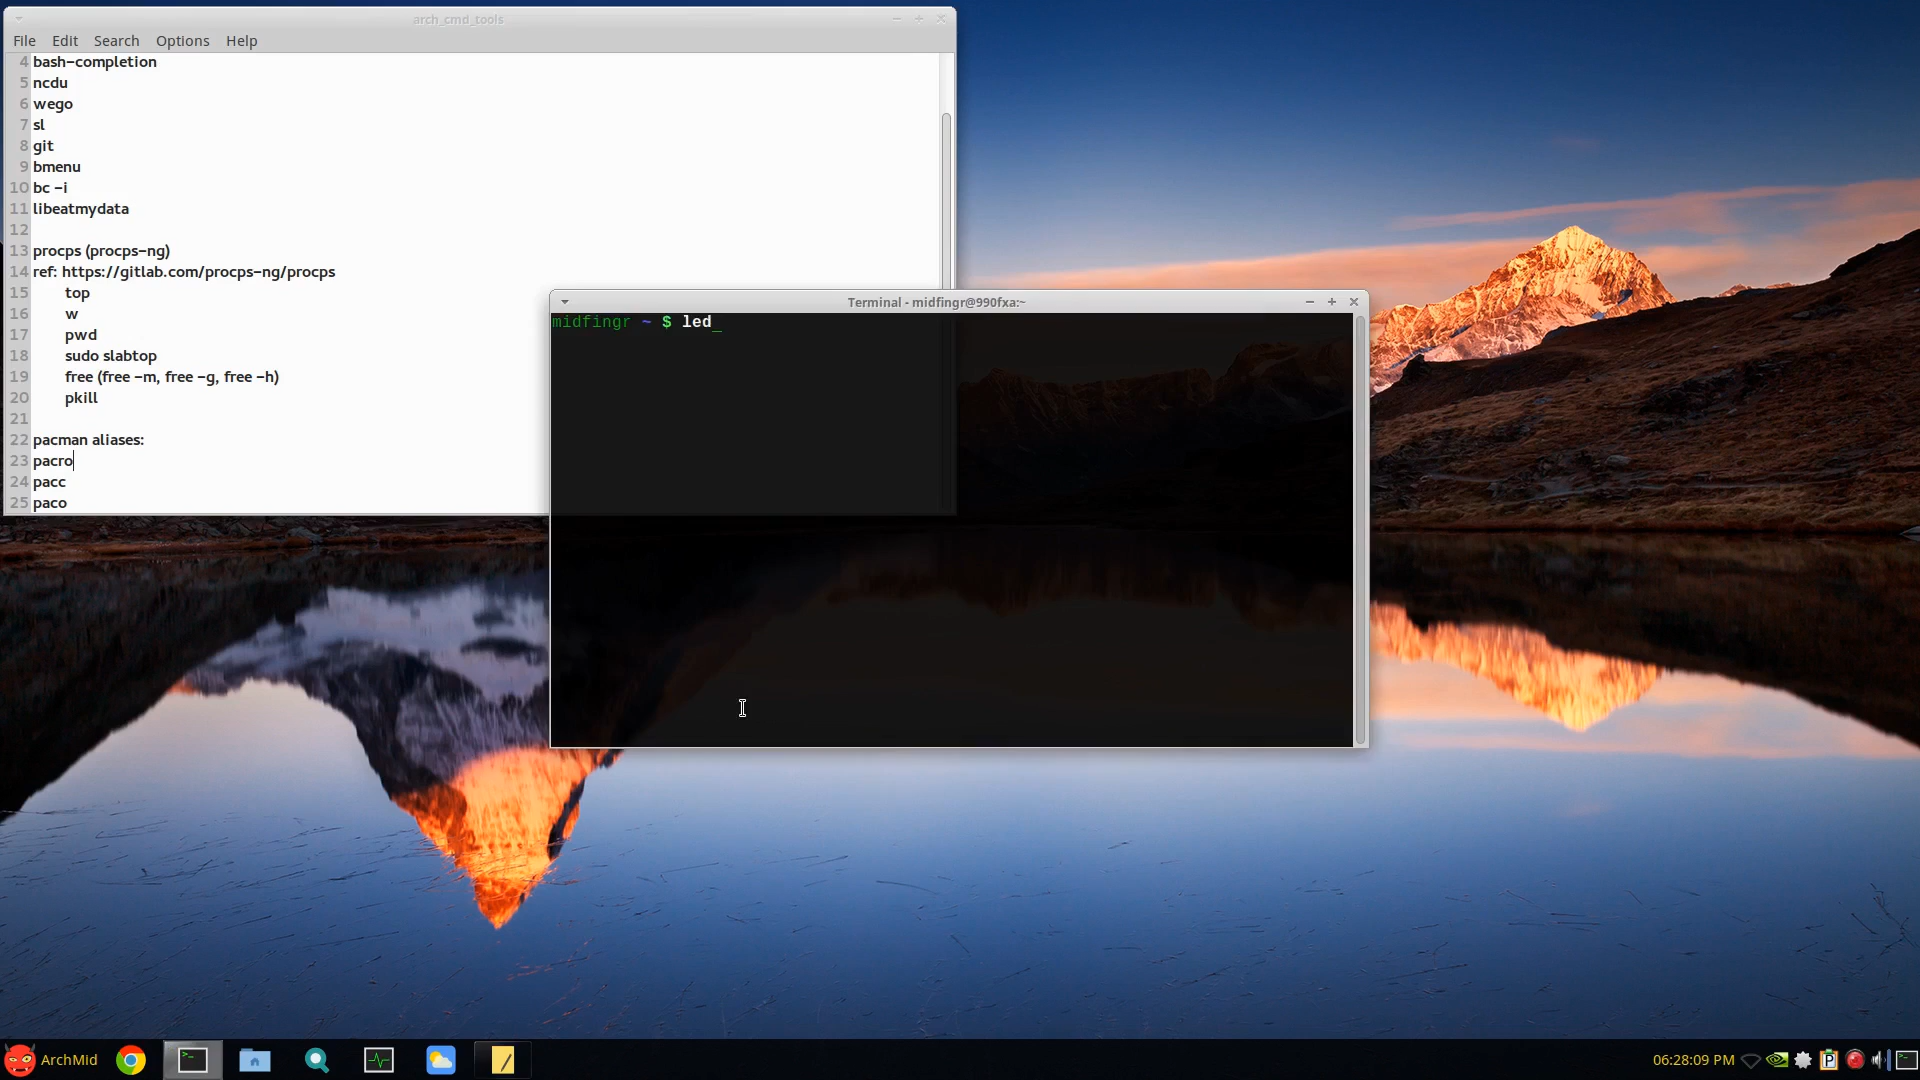 arch_cmd_tools
File Edit Search Options Help
4 bash-completion
5 ncdu
6 wego
7 sl
8 git
9 bmenu
10 bc -i
11 libeatmydata
12
13 procps (procps-ng)
14 ref: https://gitlab.com/procps-ng/procps
15 top
16 w
17 pwd
18 sudo slabtop
19 free (free -m, free -g, free -h)
20 pkill
21
22 pacman aliases:
23 pacro
24 pacc
25 paco
Terminal - midfingr@990fxa:~
midfingr ~ $ led_
ArchMid
06:28:09 PM